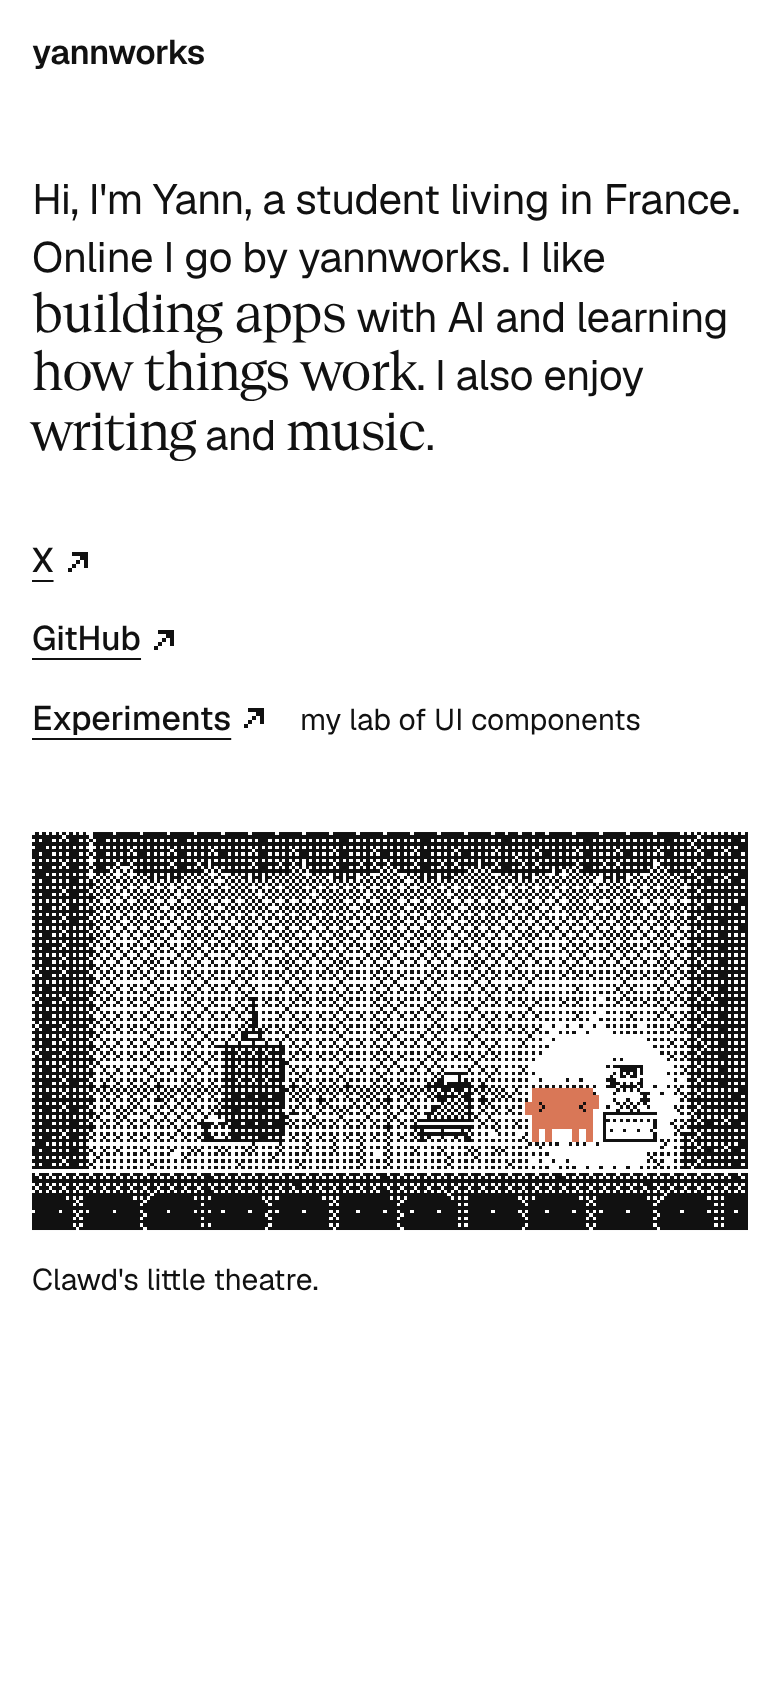 yannworks
Hi, I'm Yann, a student living in France.
Online I go by yannworks. I like
building apps with AI and learning
how things work. I also enjoy
writing and music.
X
GitHub
Experiments my lab of UI components
Clawd's little theatre.